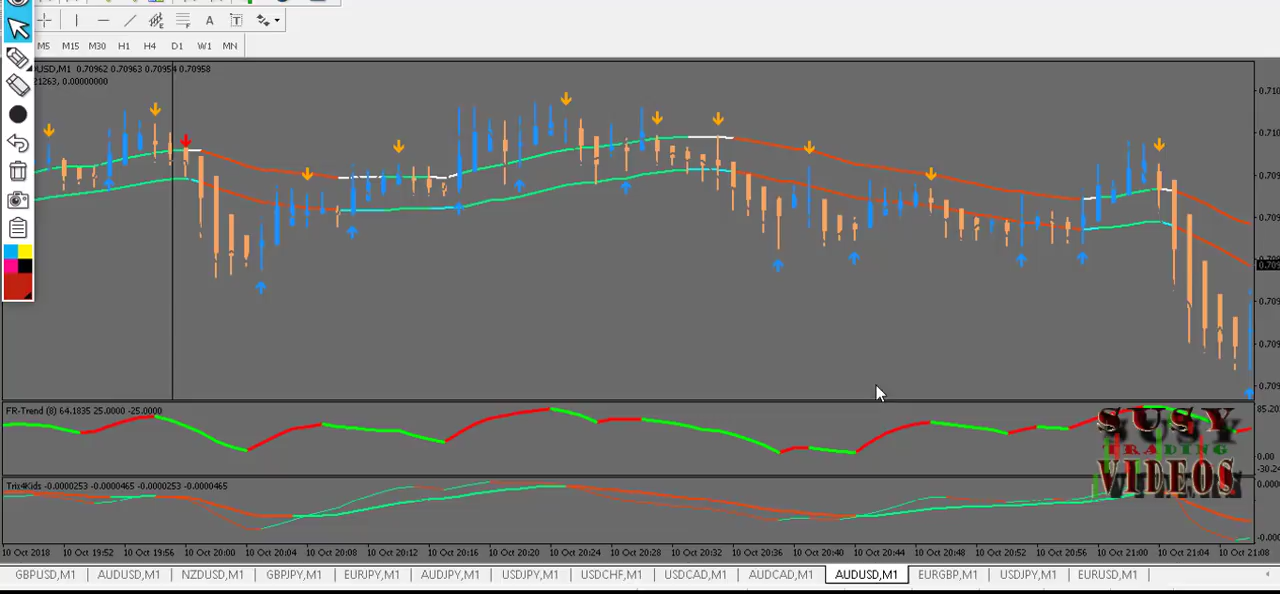 M5 M15 M30 H1 H4 D1 W1 MN
USD,M1 0.70962 0.70963 0.70954 0.70958
21263, 0.00000000
FR-Trend (8) 64.1835 25.0000 -25.0000
0.00
SUSY
TRADING
VIDEOS
Trix4Kids -0.0000253 -0.0000465 -0.0000253 -0.0000465
10 Oct 2018 10 Oct 19:52 10 Oct 19:56 10 Oct 20:00 10 Oct 20:04 10 Oct 20:08 10 Oct 20:12 10 Oct 20:16 10 Oct 20:20 10 Oct 20:24 10 Oct 20:28 10 Oct 20:32 10 Oct 20:36 10 Oct 20:40 10 Oct 20:44 10 Oct 20:48 10 Oct 20:52 10 Oct 20:56 10 Oct 21:00 10 Oct 21:04 10 Oct 21:08
GBPUSD,M1 AUDUSD,M1 NZDUSD,M1 GBPJPY,M1 EURJPY,M1 AUDJPY,M1 USDJPY,M1 USDCHF,M1 USDCAD,M1 AUDCAD,M1 AUDUSD,M1 EURGBP,M1 USDJPY,M1 EURUSD,M1